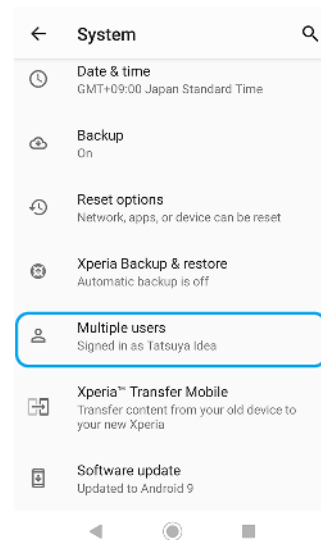 System
Date & time
GMT+09:00 Japan Standard Time
Backup
On
Reset options
Network, apps, or device can be reset
Xperia Backup & restore
Automatic backup is off
Multiple users
Signed in as Tatsuya Idea
Xperia™ Transfer Mobile
Transfer content from your old device to
your new Xperia
Software update
Updated to Android 9